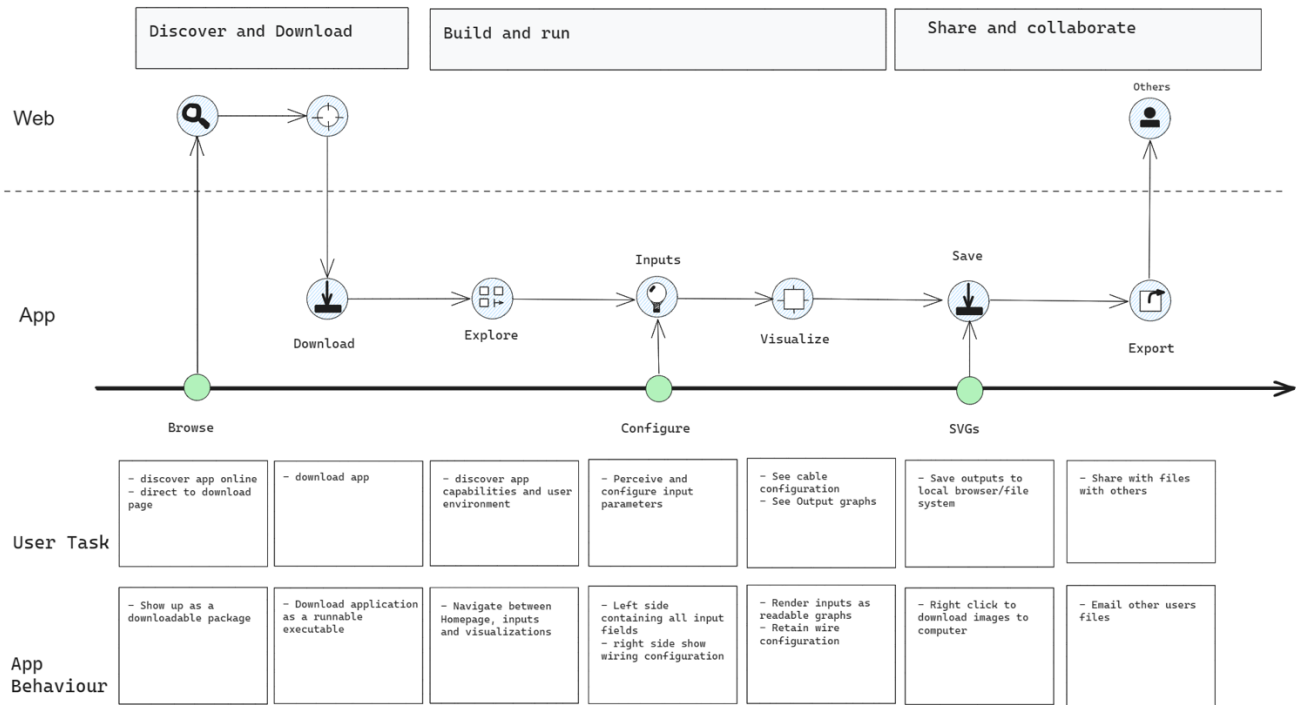 Discover and Download
Build and run
Share and collaborate
Others
Web
Inputs
Save
App
Download
Explore
Visualize
Export
Browse
Configure
SVGs
User Task
- discover app online
- direct to download
page
- download app
- discover app
capabilities and user
environment
- Perceive and
configure input
parameters
- See cable
configuration
- See Output graphs
- Save outputs to
local browser/file
system
- Share with files
with others
App
Behaviour
- Show up as a
downloadable package
- Download application
as a runnable
executable
- Navigate between
Homepage, inputs
and visualizations
- Left side
containing all input
fields
- right side show
wiring configuration
- Render inputs as
readable graphs
- Retain wire
configuration
- Right click to
download images to
computer
- Email other users
files